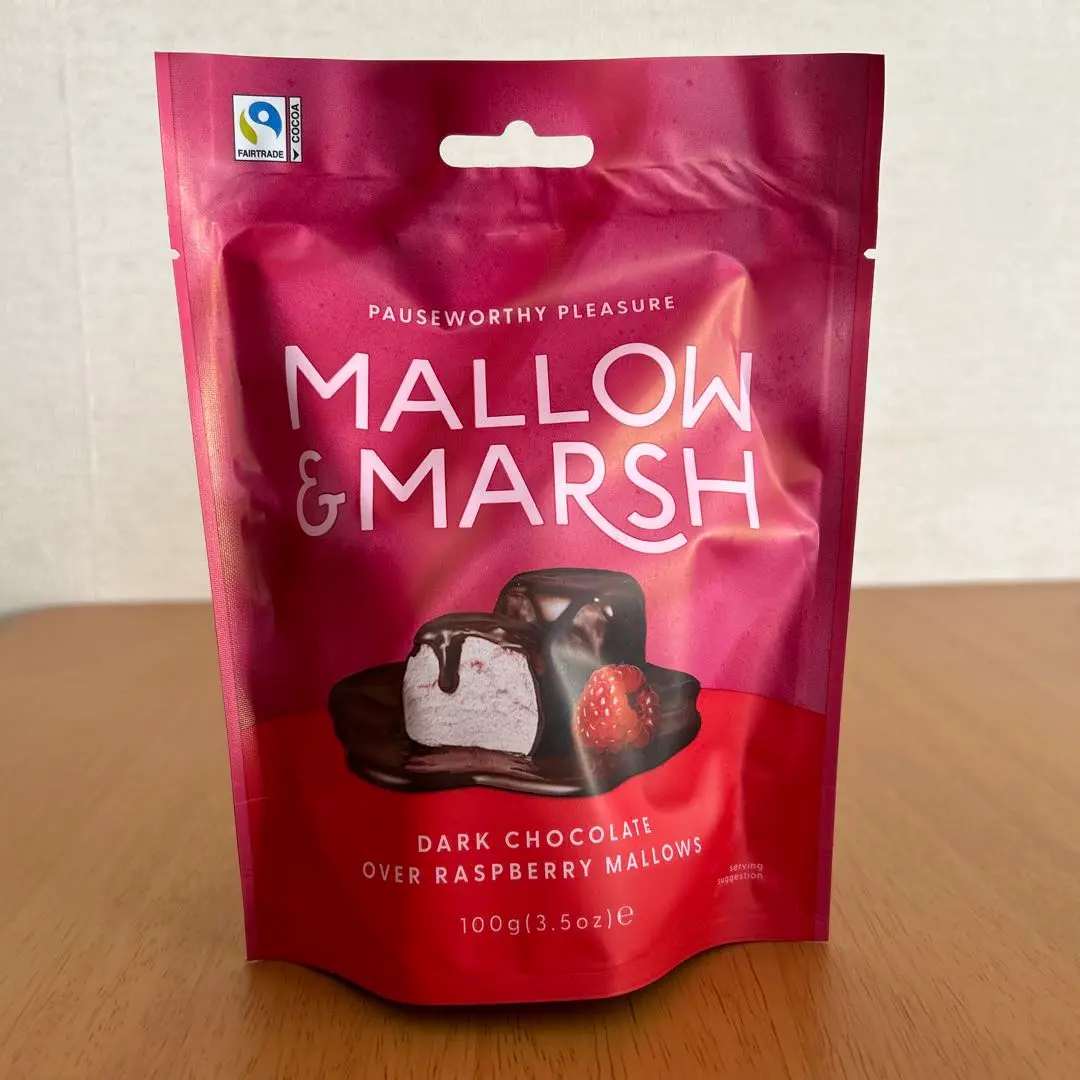 FAIRTRADE
COCOA
PAUSEWORTHY PLEASURE
MALLOW
& MARSH
DARK CHOCOLATE
OVER RASPBERRY MALLOWS
serving
suggestion
100g(3.5oz)℮